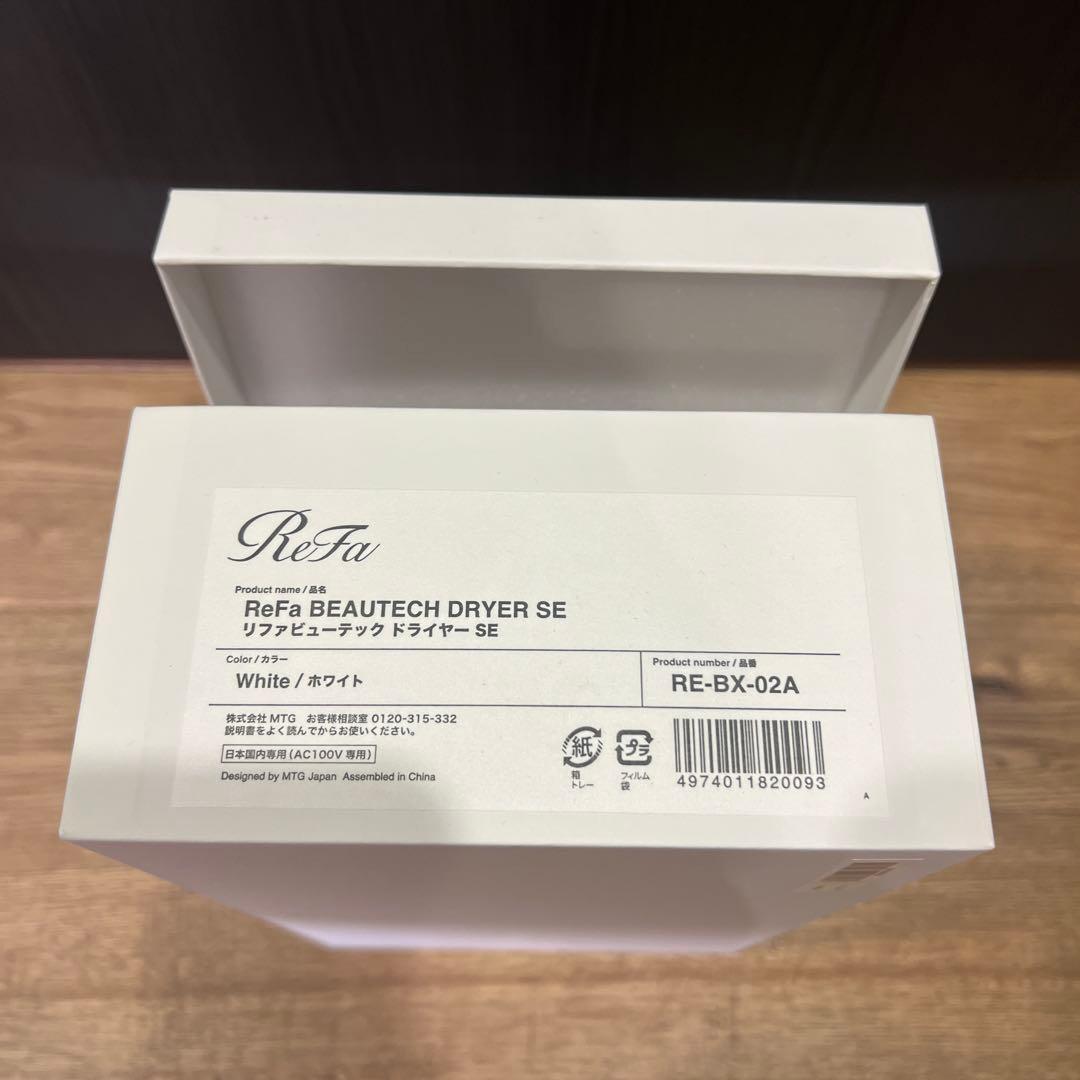 ReFa
Product name / 品名
ReFa BEAUTECH DRYER SE
リファビューテック ドライヤー SE
Color / カラー
White / ホワイト
Product number / 品番
RE-BX-02A
株式会社 MTG お客様相談室 0120-315-332
説明書をよく読んでからお使いください。
日本国内専用 (AC100V 専用)
Designed by MTG Japan Assembled in China
紙
箱
トレー
プラ
フィルム
袋
4974011820093
A